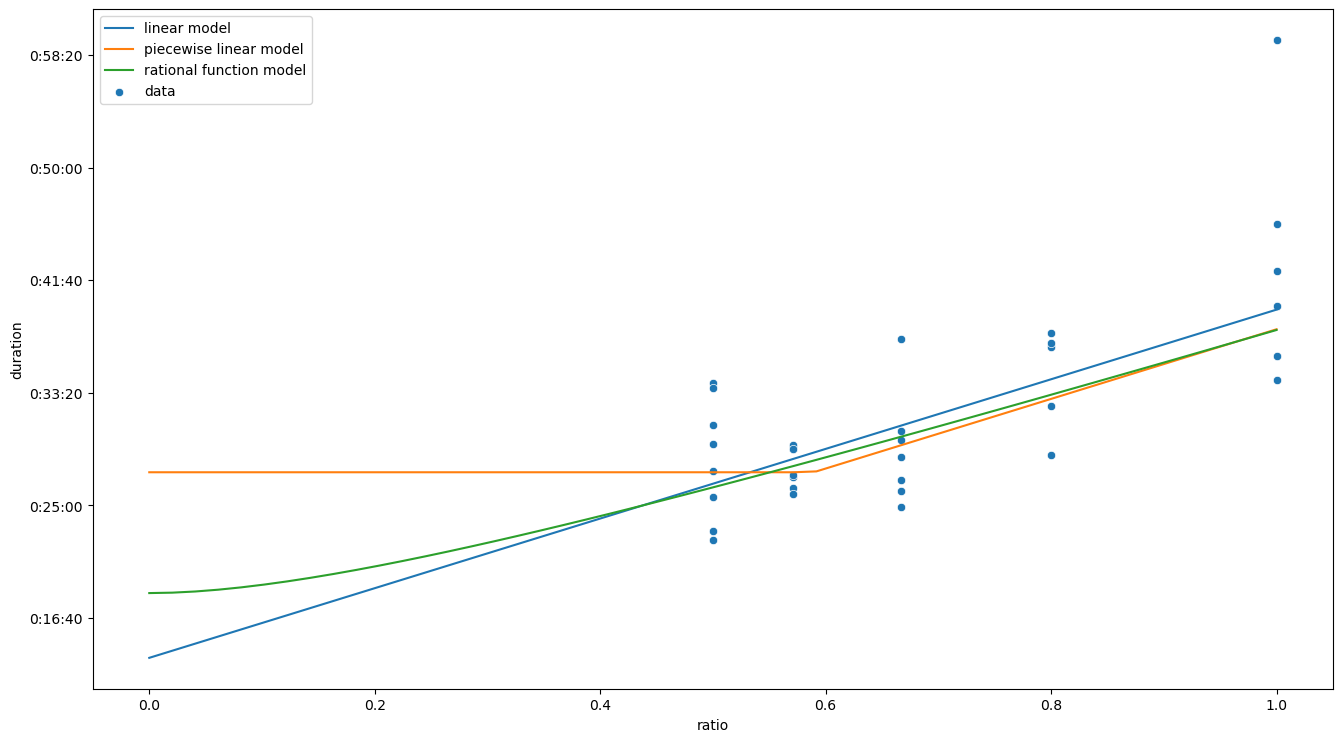 linear model
piecewise linear model
rational function model
data
0:58:20
0:50:00
0:41:40
0:33:20
0:25:00
0:16:40
duration
0.0 0.2 0.4 0.6 0.8 1.0
ratio